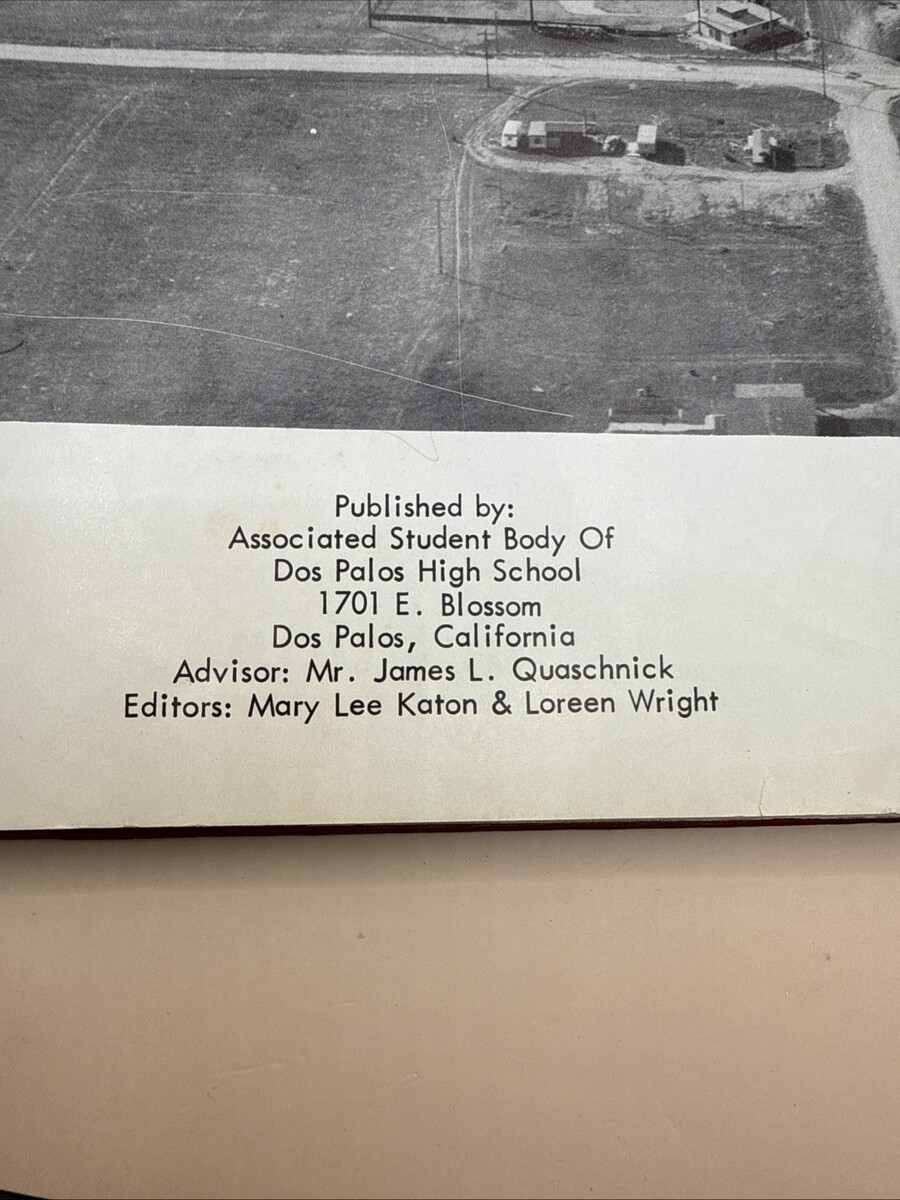 Published by:
Associated Student Body Of
Dos Palos High School
1701 E. Blossom
Dos Palos, California
Advisor: Mr. James L. Quaschnick
Editors: Mary Lee Katon & Loreen Wright